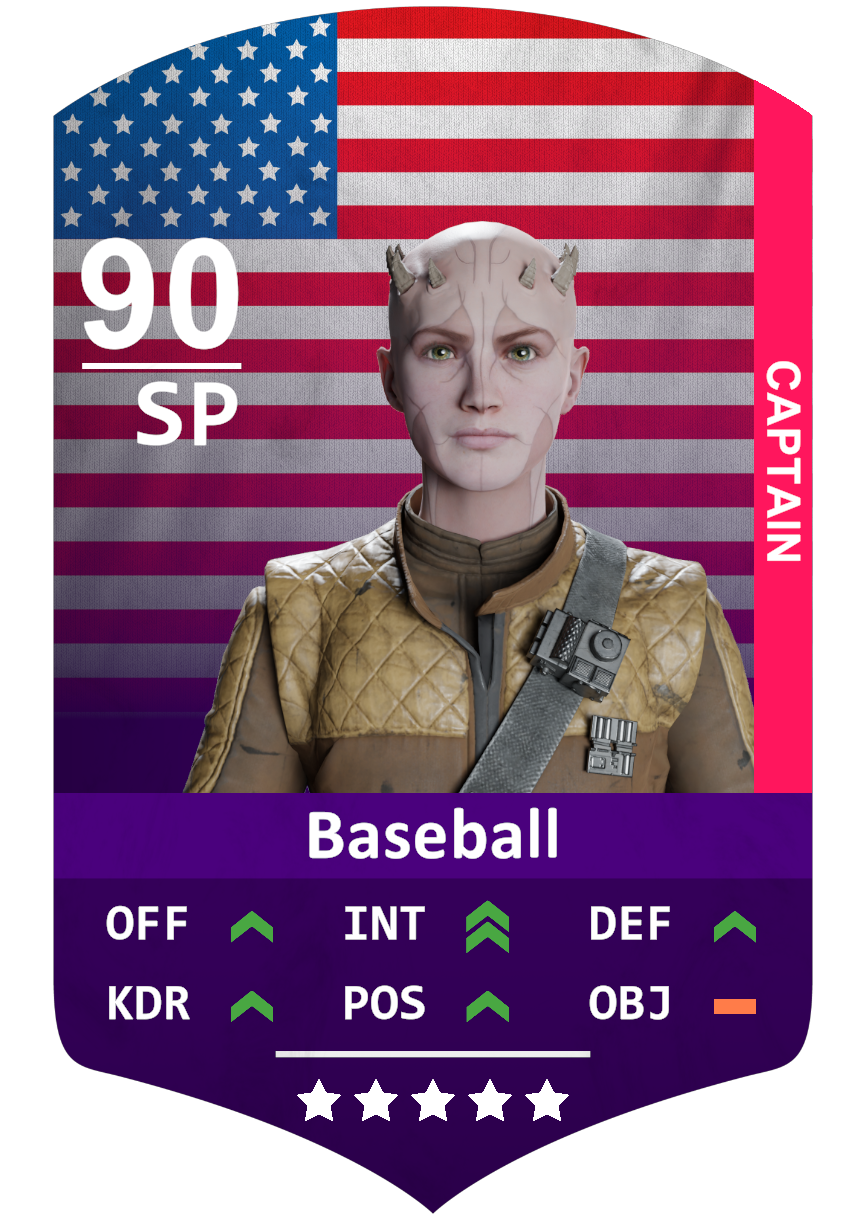 90
SP
CAPTAIN
Baseball
OFF INT DEF
KDR POS OBJ